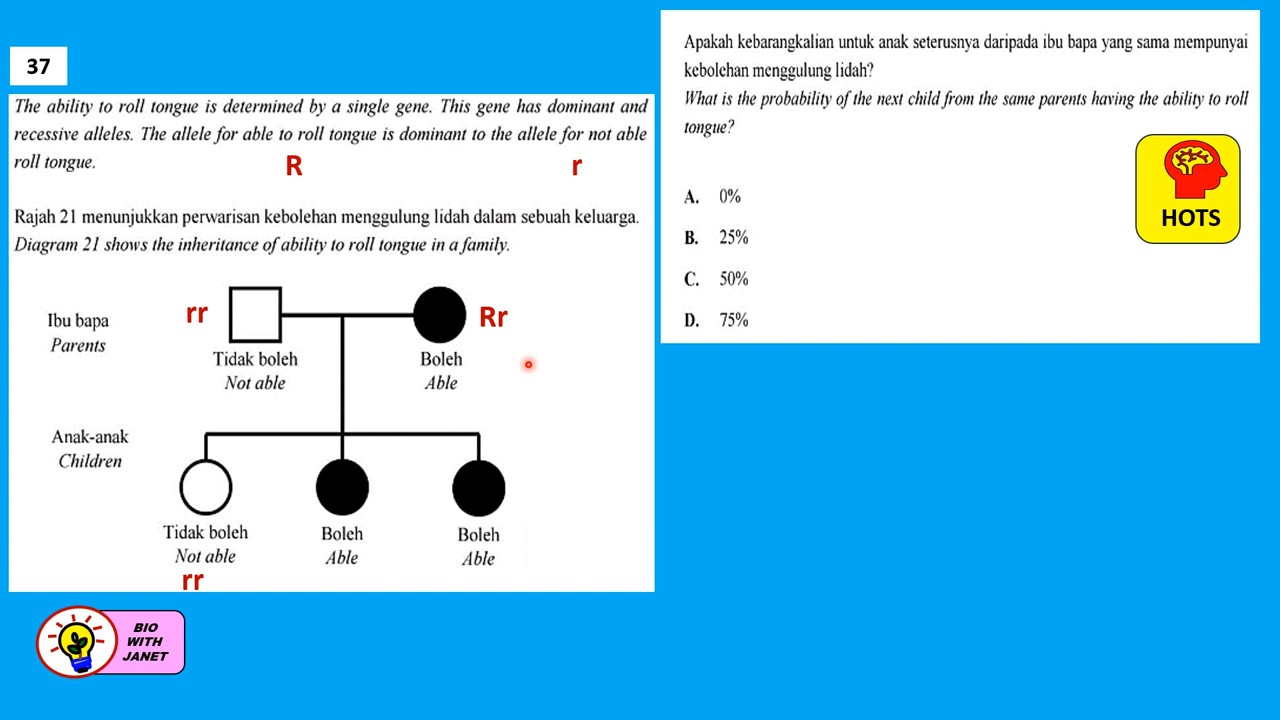 37
The ability to roll tongue is determined by a single gene. This gene has dominant and
recessive alleles. The allele for able to roll tongue is dominant to the allele for not able
roll tongue.
R r
Rajah 21 menunjukkan perwarisan kebolehan menggulung lidah dalam sebuah keluarga.
Diagram 21 shows the inheritance of ability to roll tongue in a family.
rr Rr
Ibu bapa
Parents
Tidak boleh Boleh
Not able Able
Anak-anak
Children
Tidak boleh Boleh Boleh
Not able Able Able
rr
BIO
WITH
JANET
Apakah kebarangkalian untuk anak seterusnya daripada ibu bapa yang sama mempunyai
kebolehan menggulung lidah?
What is the probability of the next child from the same parents having the ability to roll
tongue?
A. 0%
B. 25%
C. 50%
D. 75%
HOTS